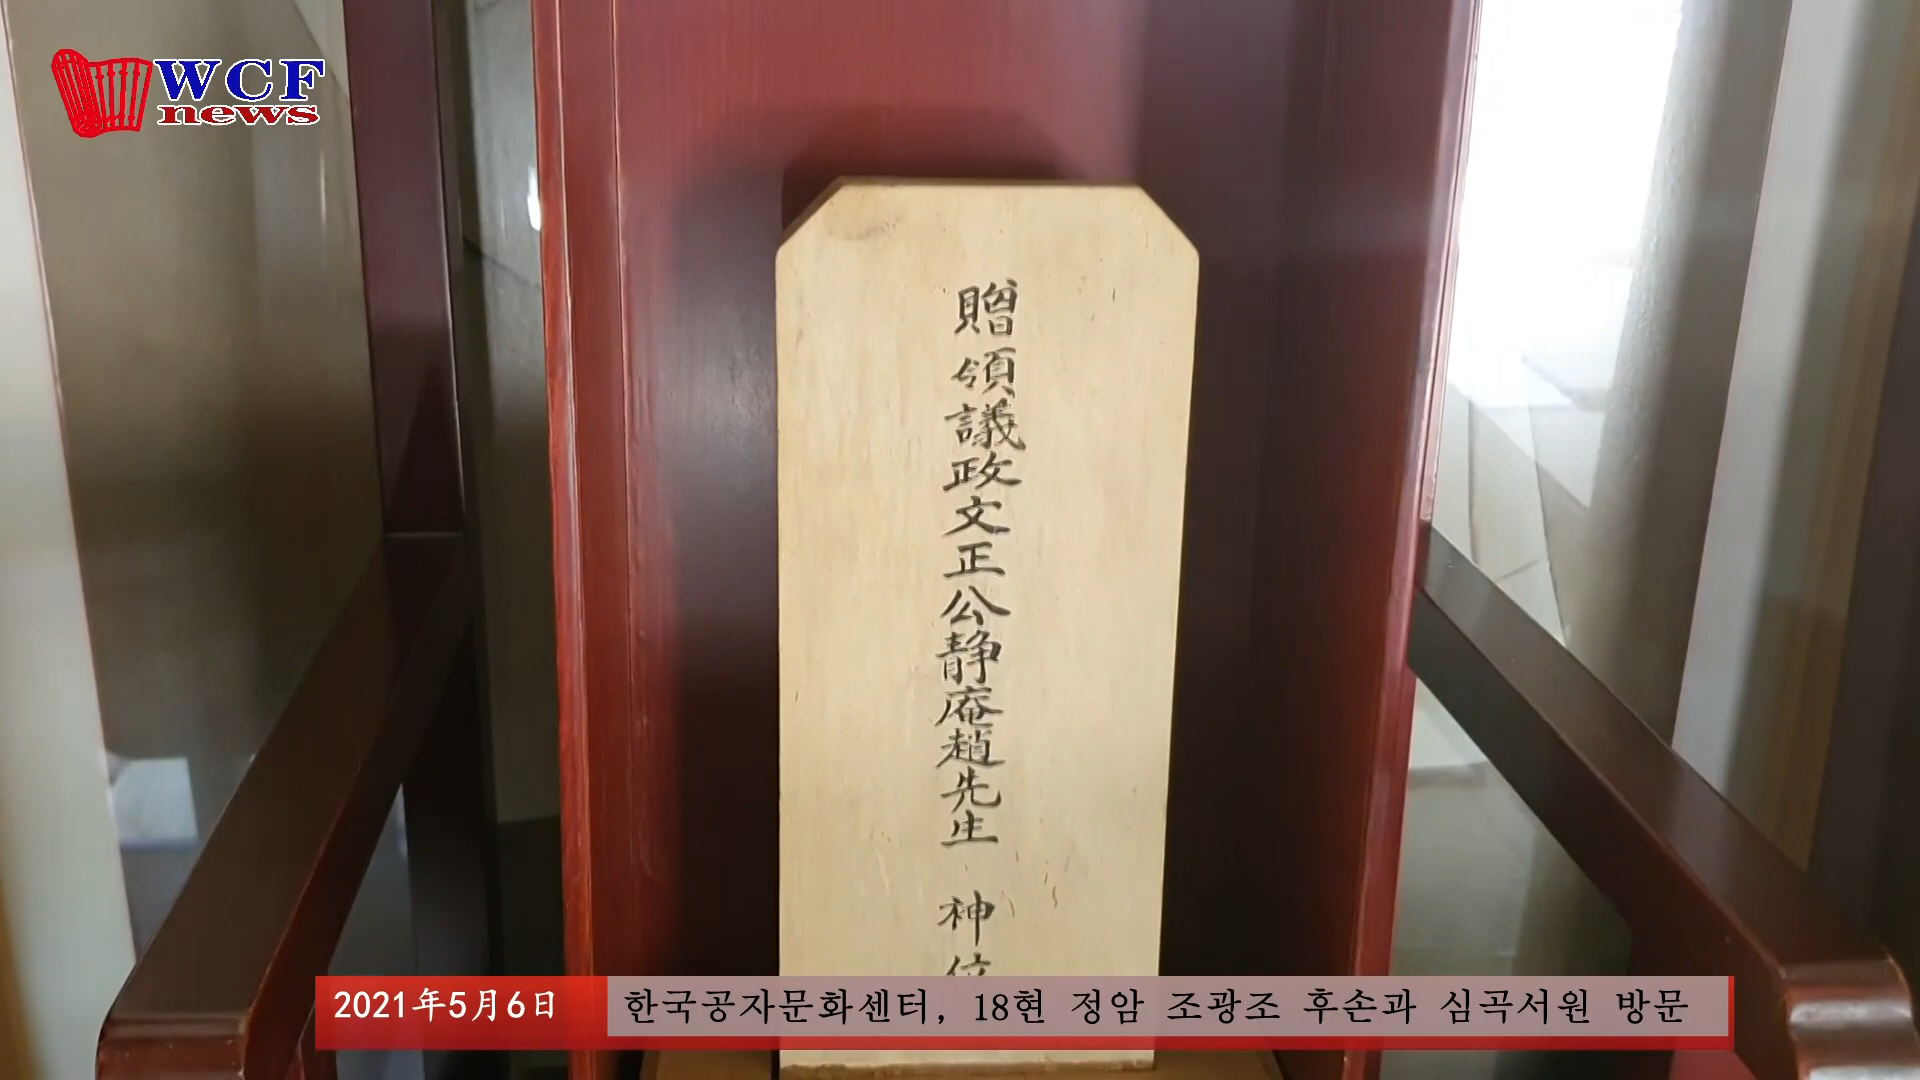 WCF
news
贈領議政文正公靜庵趙先生 神位
2021年5月6日
한국공자문화센터, 18현 정암 조광조 후손과 심곡서원 방문